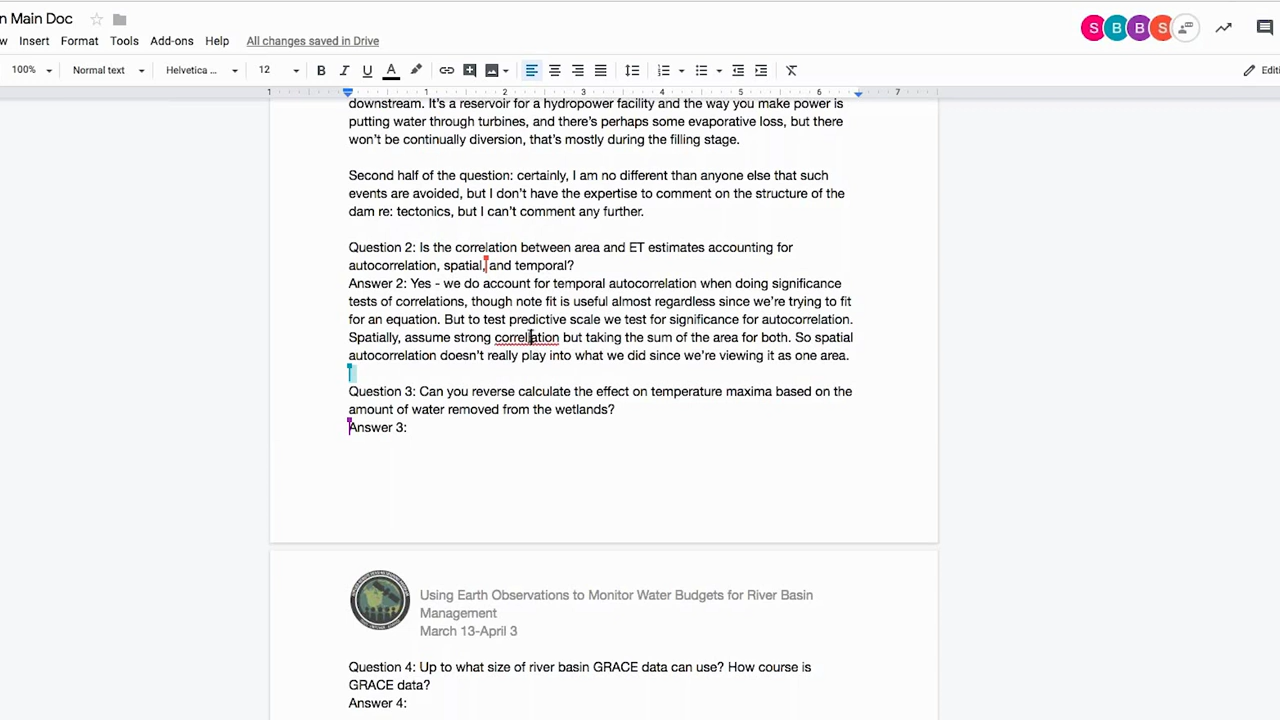 n Main Doc
w Insert Format Tools Add-ons Help All changes saved in Drive
S B B S
100% Normal text Helvetica ... 12 B I U A Editi
1 1 2 3 4 5 6 7
downstream. It's a reservoir for a hydropower facility and the way you make power is
putting water through turbines, and there's perhaps some evaporative loss, but there
won't be continually diversion, that's mostly during the filling stage.
Second half of the question: certainly, I am no different than anyone else that such
events are avoided, but I don't have the expertise to comment on the structure of the
dam re: tectonics, but I can't comment any further.
Question 2: Is the correlation between area and ET estimates accounting for
autocorrelation, spatial, and temporal?
Answer 2: Yes - we do account for temporal autocorrelation when doing significance
tests of correlations, though note fit is useful almost regardless since we're trying to fit
for an equation. But to test predictive scale we test for significance for autocorrelation.
Spatially, assume strong correlation but taking the sum of the area for both. So spatial
autocorrelation doesn't really play into what we did since we're viewing it as one area.
Question 3: Can you reverse calculate the effect on temperature maxima based on the
amount of water removed from the wetlands?
Answer 3:
Using Earth Observations to Monitor Water Budgets for River Basin
Management
March 13-April 3
Question 4: Up to what size of river basin GRACE data can use? How course is
GRACE data?
Answer 4: